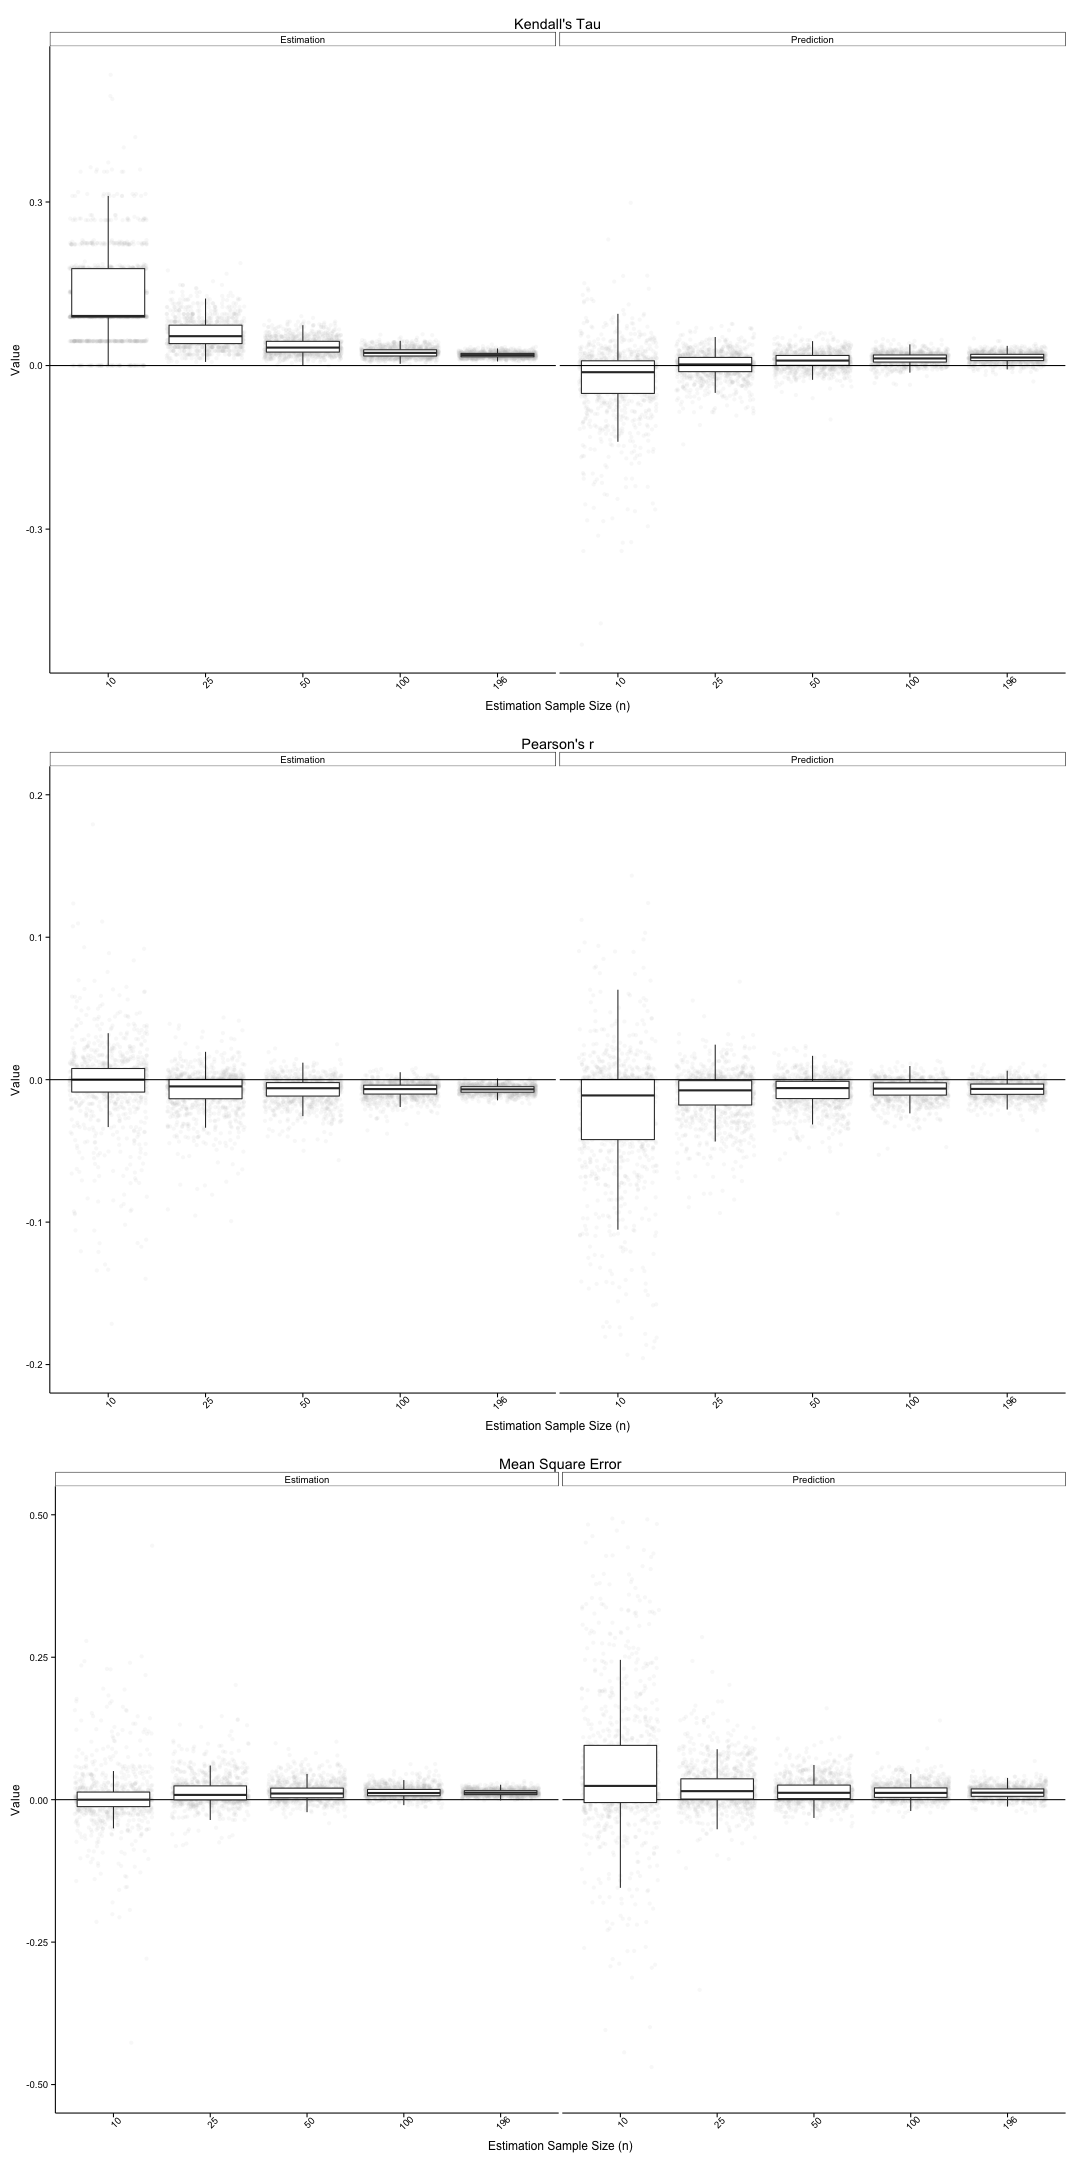 Kendall's Tau
Estimation Prediction
0.3
0.0
-0.3
Value
10 25 50 100 196 10 25 50 100 196
Estimation Sample Size (n)
Pearson's r
Estimation Prediction
0.2
0.1
0.0
-0.1
-0.2
Value
10 25 50 100 196 10 25 50 100 196
Estimation Sample Size (n)
Mean Square Error
Estimation Prediction
0.50
0.25
0.00
-0.25
-0.50
Value
10 25 50 100 196 10 25 50 100 196
Estimation Sample Size (n)